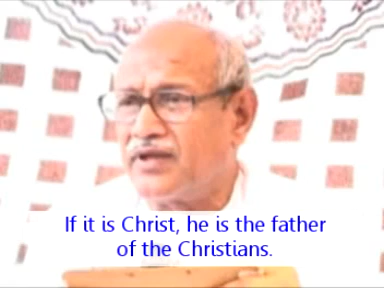 If it is Christ, he is the father
of the Christians.